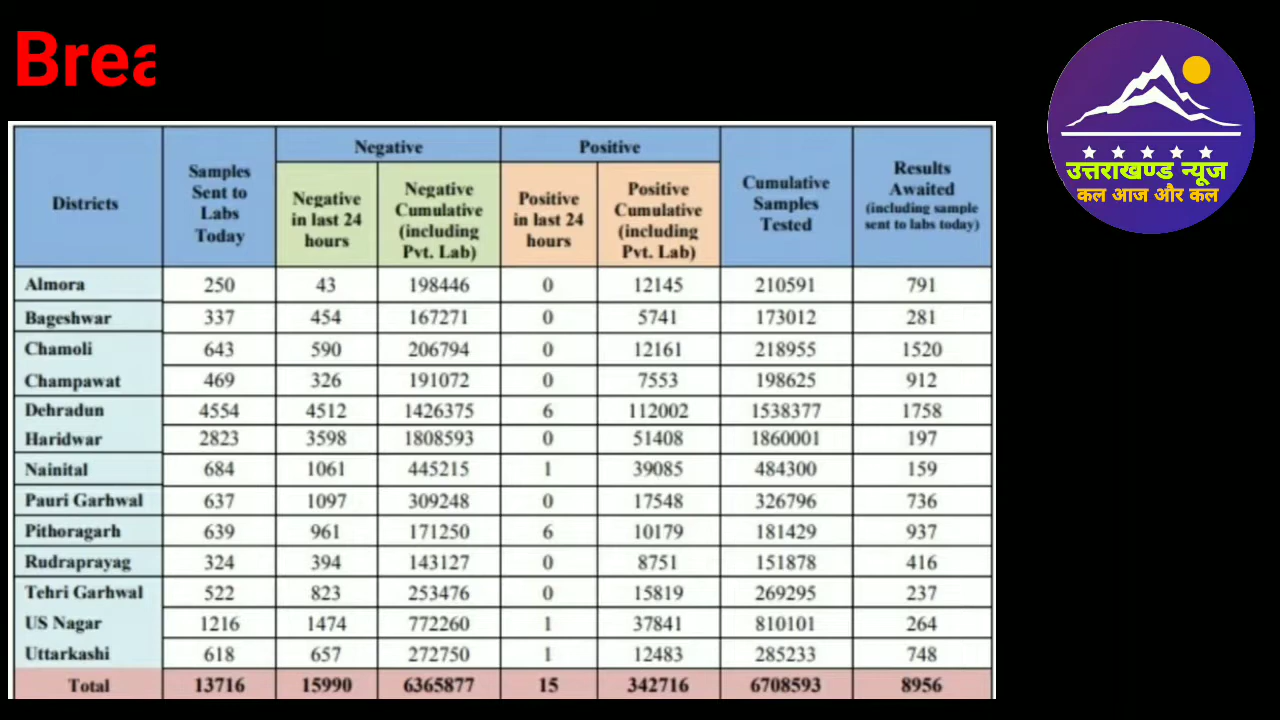 Brea
Districts Samples Sent to Labs Today Negative Positive Cumulative Samples Tested Results Awaited (including sample sent to labs today)
Negative in last 24 hours Negative Cumulative (including Pvt. Lab) Positive in last 24 hours Positive Cumulative (including Pvt. Lab)
Almora 250 43 198446 0 12145 210591 791
Bageshwar 337 454 167271 0 5741 173012 281
Chamoli 643 590 206794 0 12161 218955 1520
Champawat 469 326 191072 0 7553 198625 912
Dehradun 4554 4512 1426375 6 112002 1538377 1758
Haridwar 2823 3598 1808593 0 51408 1860001 197
Nainital 684 1061 445215 1 39085 484300 159
Pauri Garhwal 637 1097 309248 0 17548 326796 736
Pithoragarh 639 961 171250 6 10179 181429 937
Rudraprayag 324 394 143127 0 8751 151878 416
Tehri Garhwal 522 823 253476 0 15819 269295 237
US Nagar 1216 1474 772260 1 37841 810101 264
Uttarkashi 618 657 272750 1 12483 285233 748
Total 13716 15990 6365877 15 342716 6708593 8956
उत्तराखण्ड न्यूज
कल आज और कल